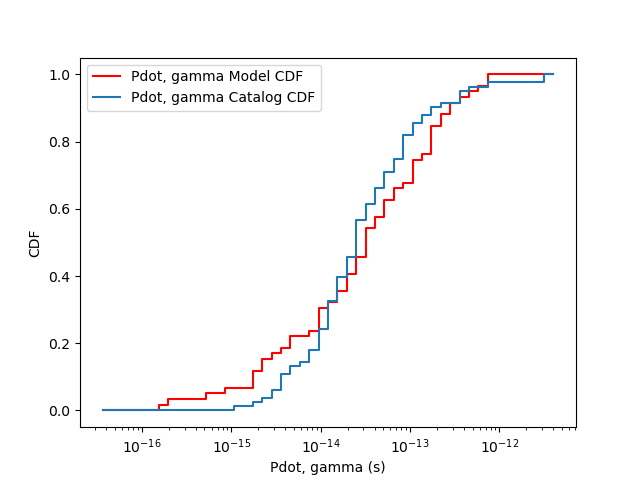 Pdot, gamma Model CDF
Pdot, gamma Catalog CDF
1.0
0.8
0.6
0.4
0.2
0.0
CDF
10⁻¹⁶ 10⁻¹⁵ 10⁻¹⁴ 10⁻¹³ 10⁻¹²
Pdot, gamma (s)